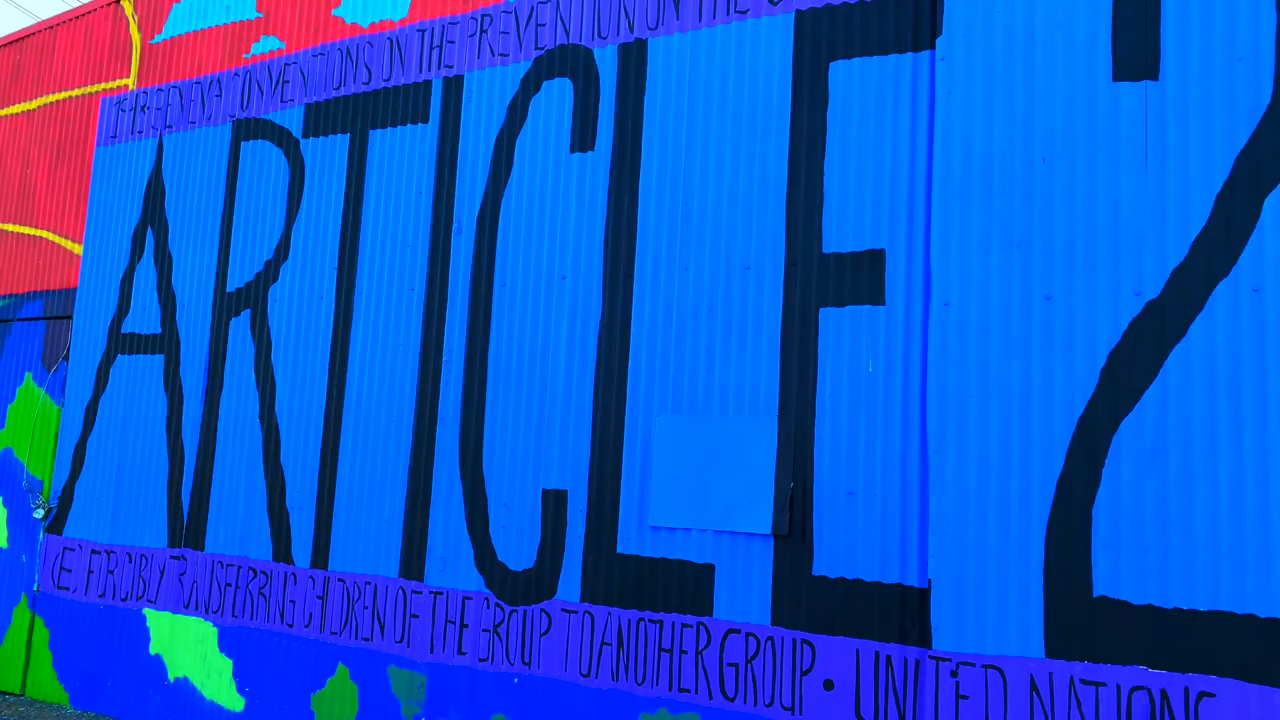 1948 GENEVA CONVENTIONS ON THE PREVENTION ON THE
ARTICLE 2
(E) FORCIBLY TRANSFERRING CHILDREN OF THE GROUP TO ANOTHER GROUP • UNITED NATIONS